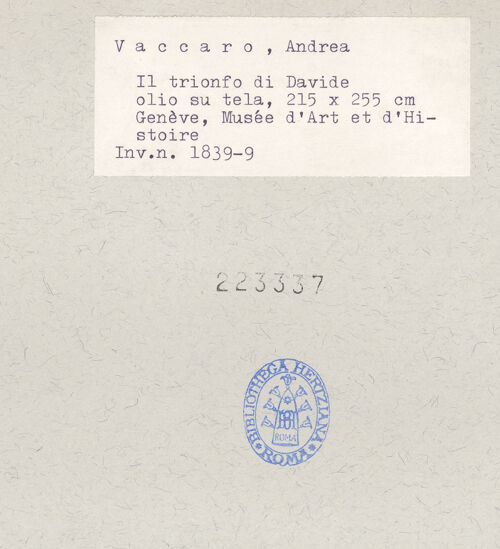 Vaccaro, Andrea
Il trionfo di Davide
olio su tela, 215 x 255 cm
Genève, Musée d'Art et d'Hi-
stoire
Inv.n. 1839-9
223337
BIBLIOTHECA HERTZIANA
ROMA
ROMA